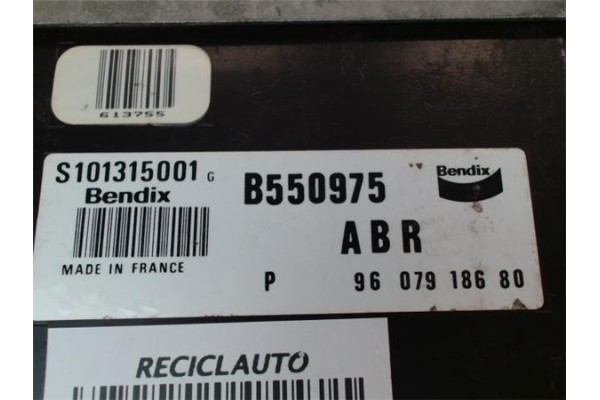 613755
S101315001 G
Bendix
MADE IN FRANCE
B550975
Bendix
ABR
P 96 079 186 80
RECICLAUTO